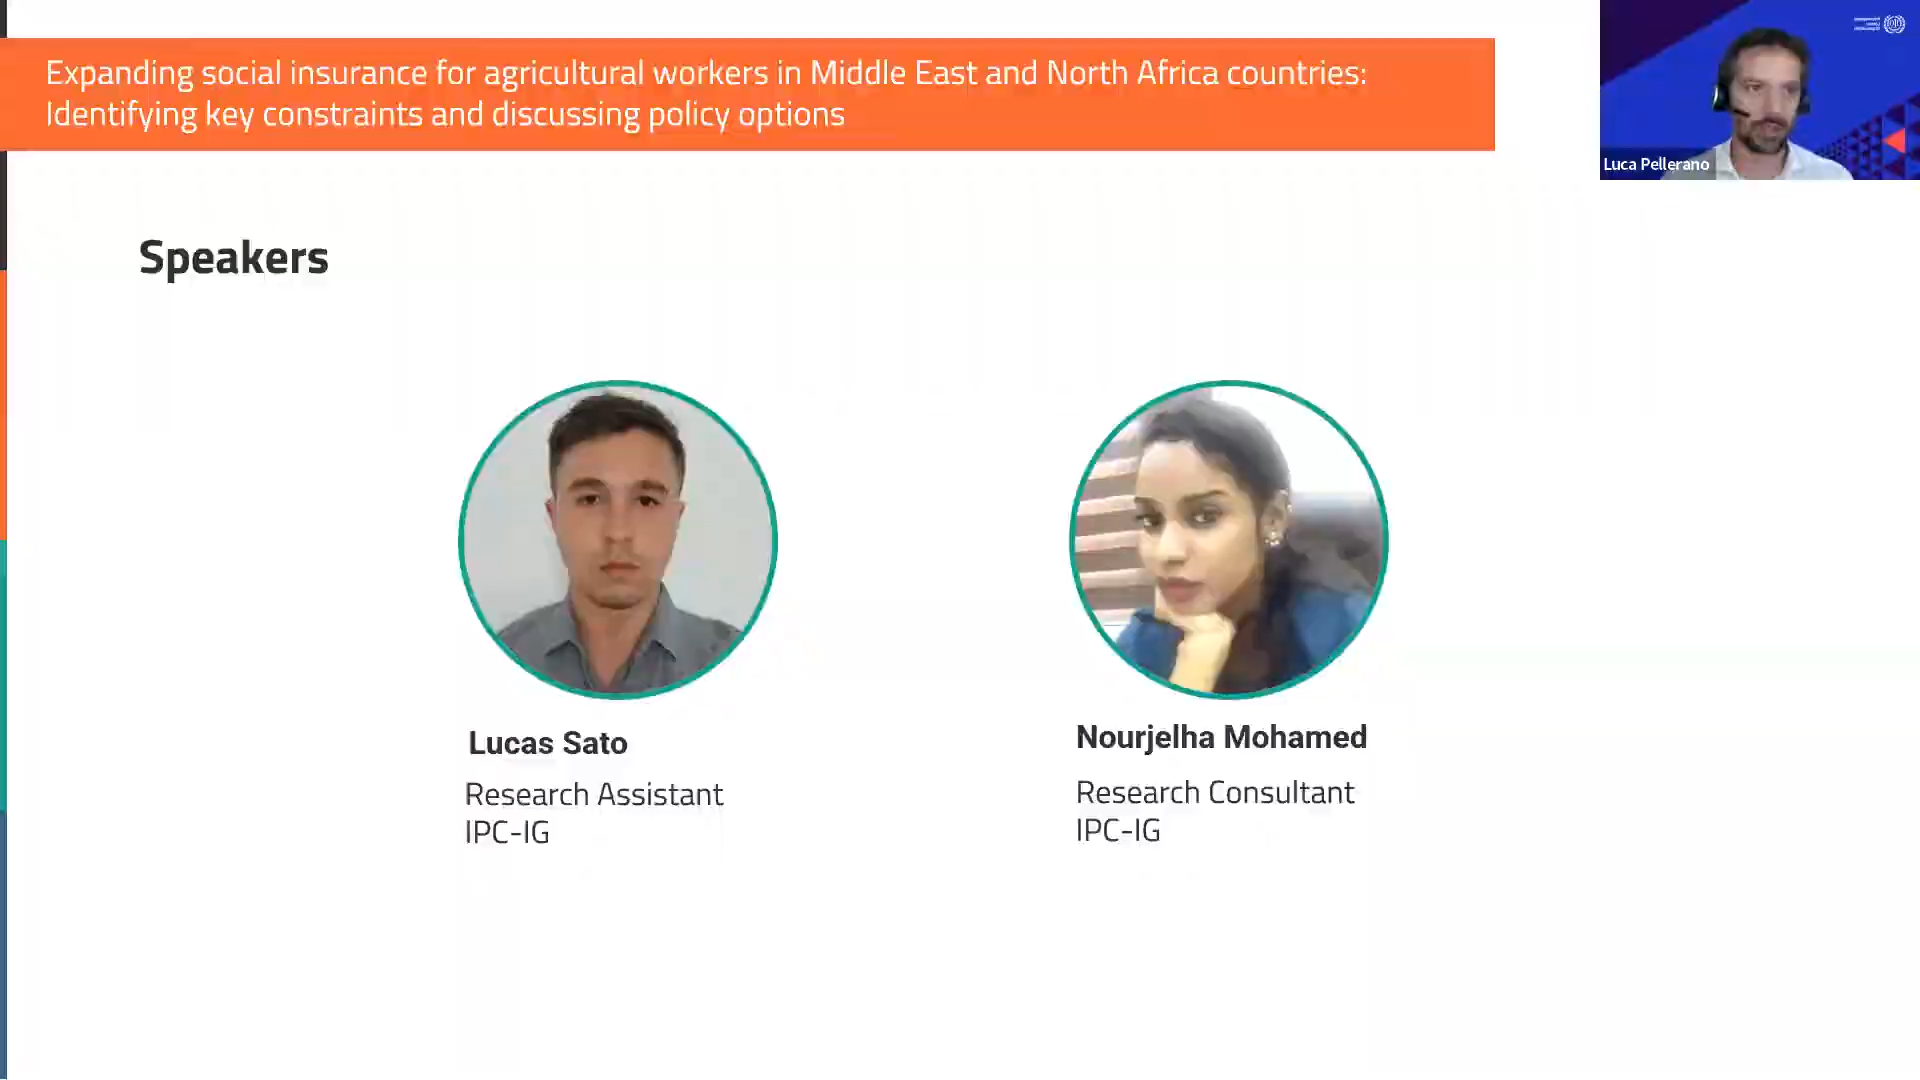 Expanding social insurance for agricultural workers in Middle East and North Africa countries:
Identifying key constraints and discussing policy options
Luca Pellerano
Speakers
Lucas Sato
Research Assistant
IPC-IG
Nourjelha Mohamed
Research Consultant
IPC-IG